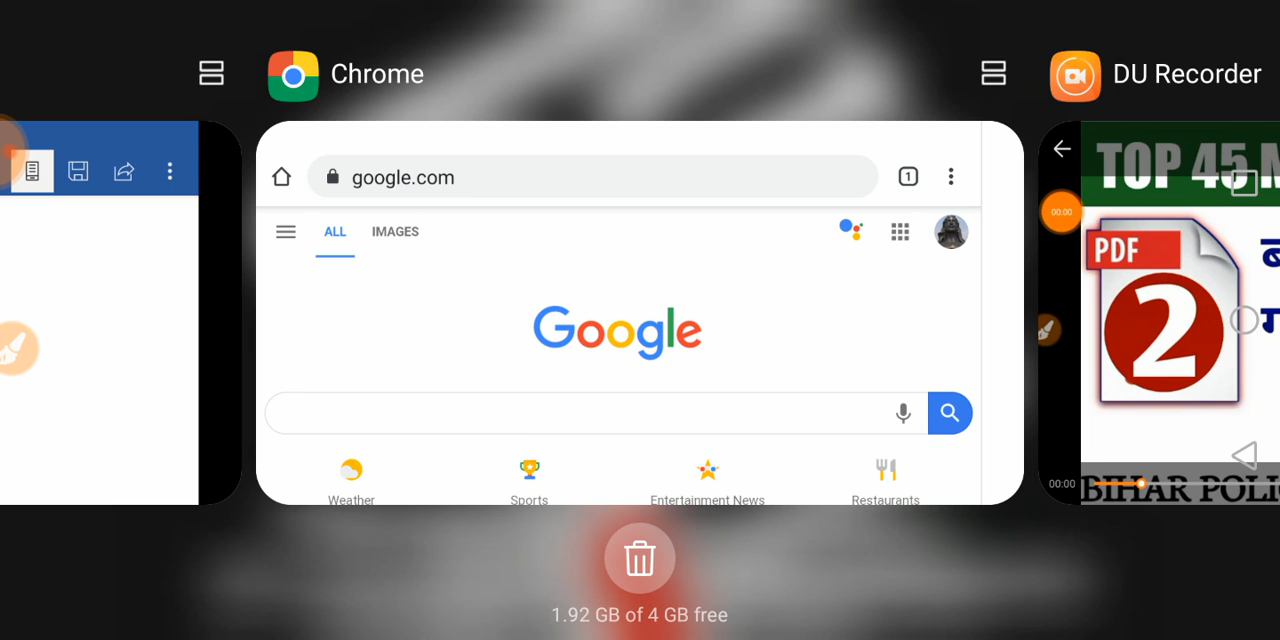 Chrome
DU Recorder
google.com
1
ALL IMAGES
Google
Weather Sports Entertainment News Restaurants
TOP 45
00:00
PDF
2
00:00
BIHAR
1.92 GB of 4 GB free